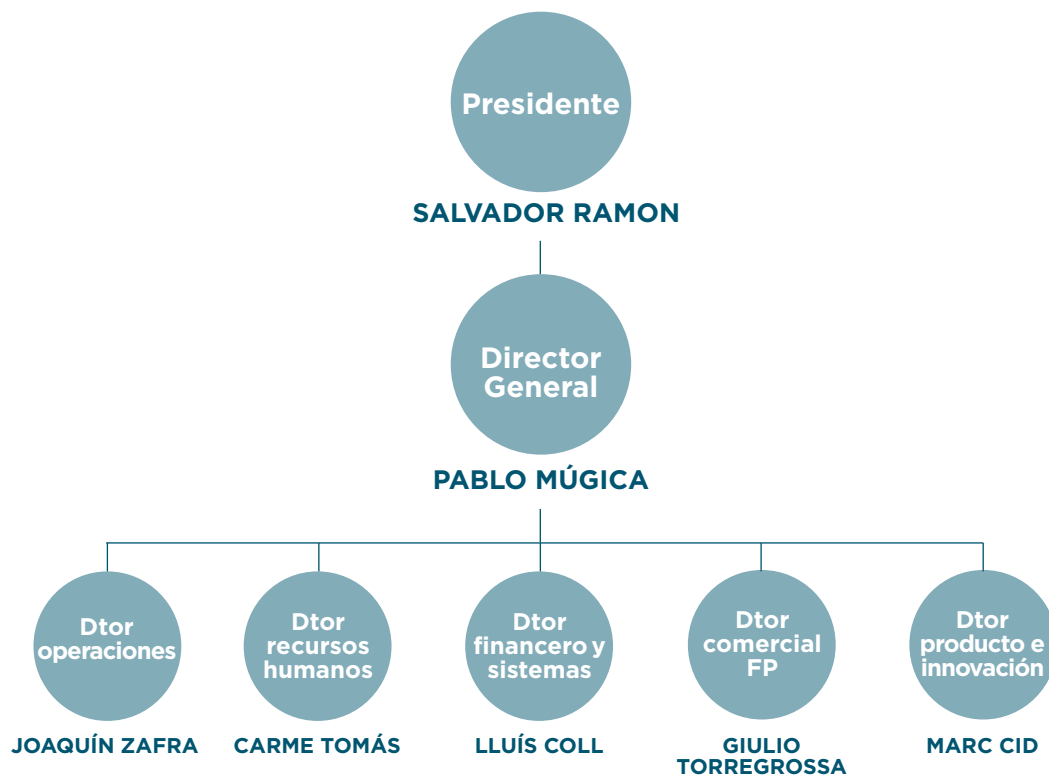 Presidente
SALVADOR RAMON
Director
General
PABLO MÚGICA
Dtor
operaciones
JOAQUÍN ZAFRA
Dtor
recursos
humanos
CARME TOMÁS
Dtor
financero y
sistemas
LLUÍS COLL
Dtor
comercial
FP
GIULIO
TORREGROSSA
Dtor
producto e
innovación
MARC CID